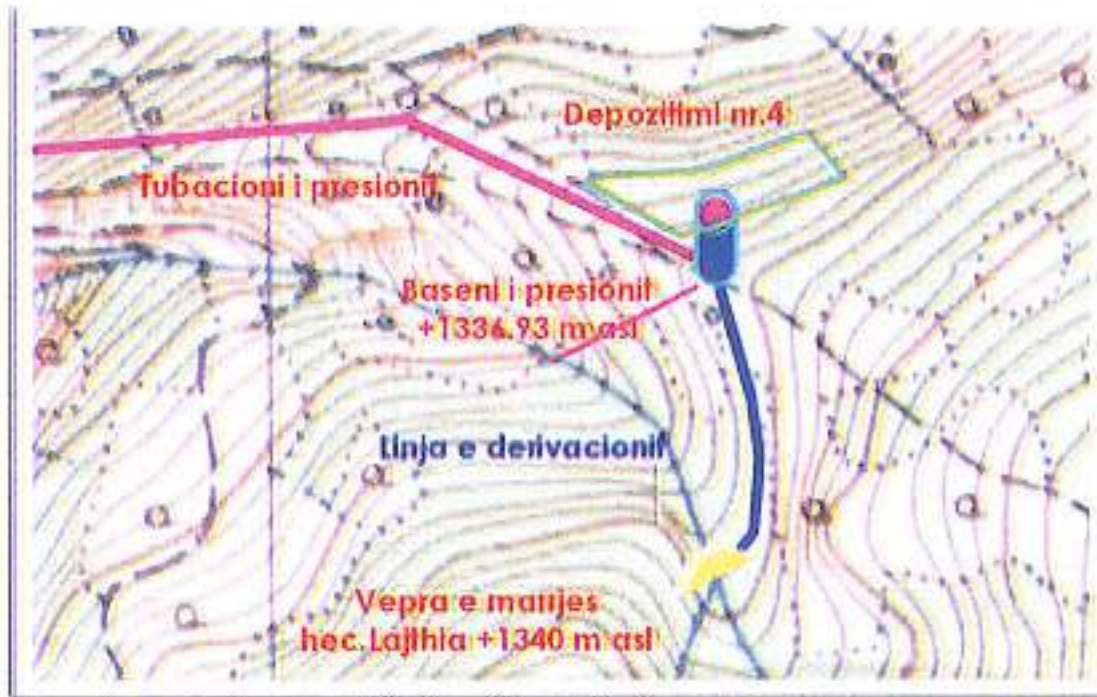 Depozitimi nr.4
Tubacioni i presionit
Baseni i presionit
+1336.93 m asl
Linja e derivacionit
Vepra e marrjes
hec.Lajthia +1340 m asl